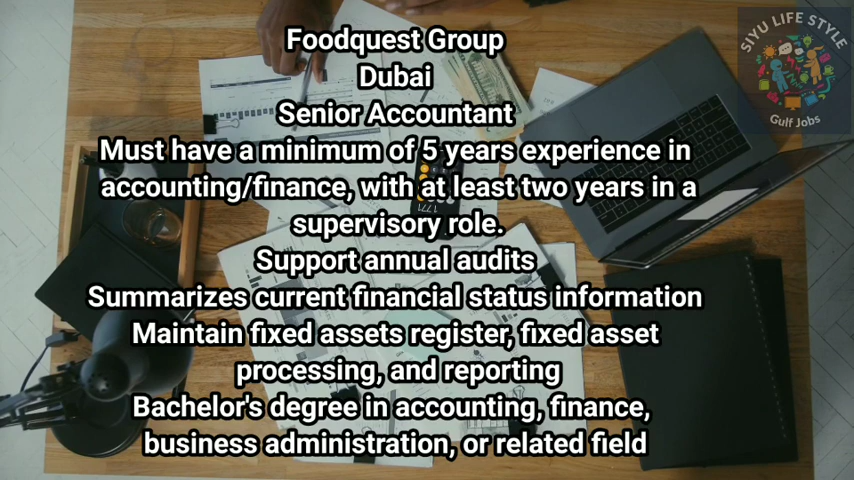 Foodquest Group
Dubai
Senior Accountant
Must have a minimum of 5 years experience in
accounting/finance, with at least two years in a
supervisory role.
Support annual audits
Summarizes current financial status information
Maintain fixed assets register, fixed asset
processing, and reporting
Bachelor's degree in accounting, finance,
business administration, or related field
SIYU LIFE STYLE
Gulf Jobs
1771